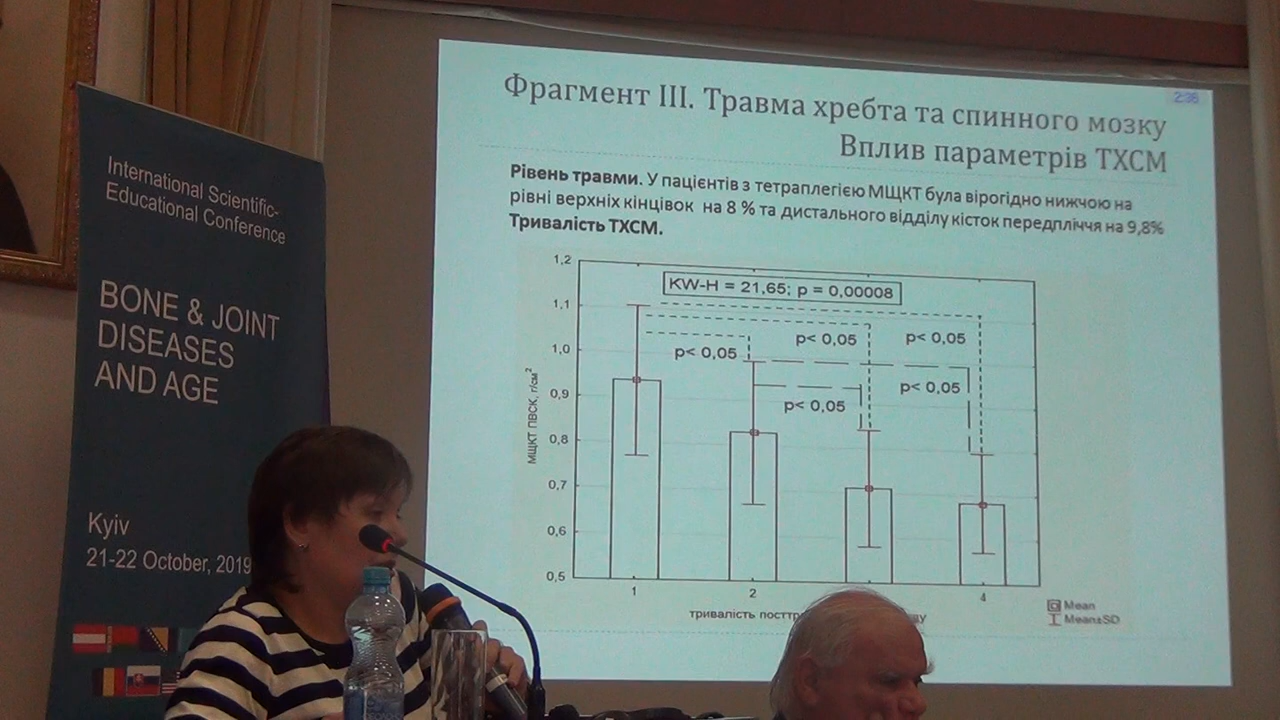 International Scientific-
Educational Conference
BONE & JOINT
DISEASES
AND AGE
Kyiv
21-22 October, 2019
2:36
Фрагмент III. Травма хребта та спинного мозку
Вплив параметрів ТХСМ
Рівень травми. У пацієнтів з тетраплегією МЩКТ була вірогідно нижчою на
рівні верхніх кінцівок на 8 % та дистального відділу кісток передпліччя на 9,8%
Тривалість ТХСМ.
KW-H = 21,65; p = 0,00008
p< 0,05
p< 0,05
p< 0,05
p< 0,05
p< 0,05
МЩКТ ПВСК, г/см²
1,2
1,1
1,0
0,9
0,8
0,7
0,6
0,5
1 2 4
тривалість
Mean
Mean±SD